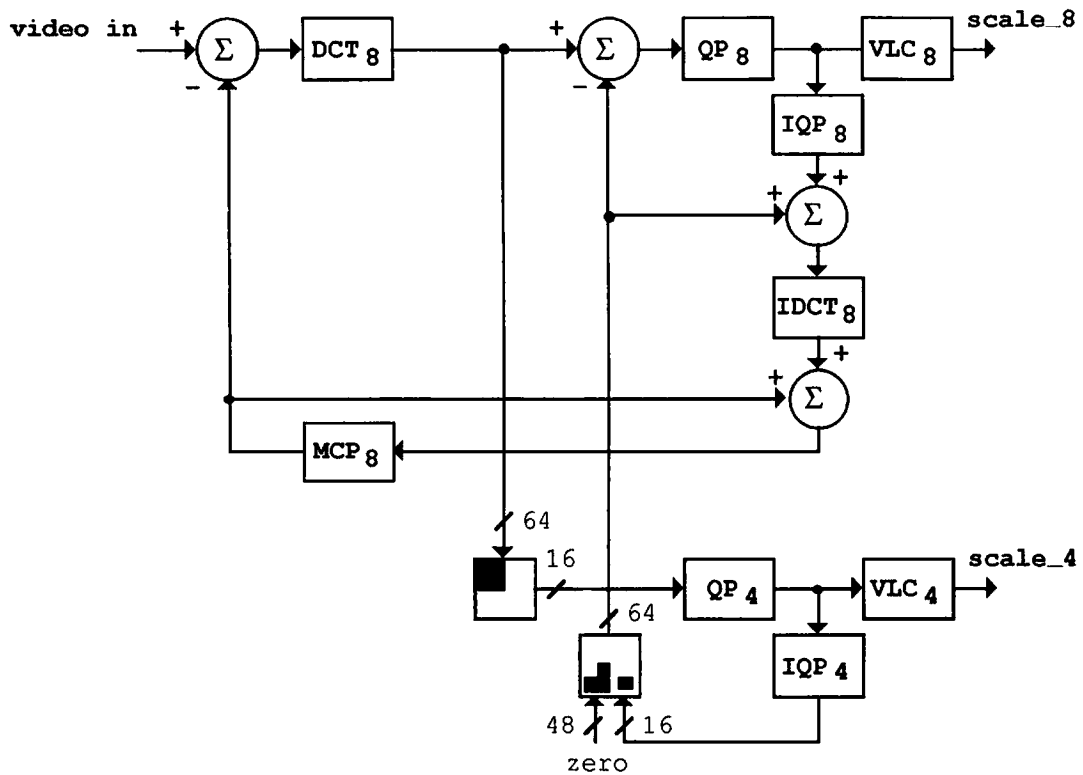 video in
+
Σ
-
DCT 8
+
Σ
-
QP 8
VLC 8
scale_8
IQP 8
+
+
Σ
IDCT 8
+
+
Σ
MCP 8
64
16
QP 4
VLC 4
scale_4
64
IQP 4
48
16
zero